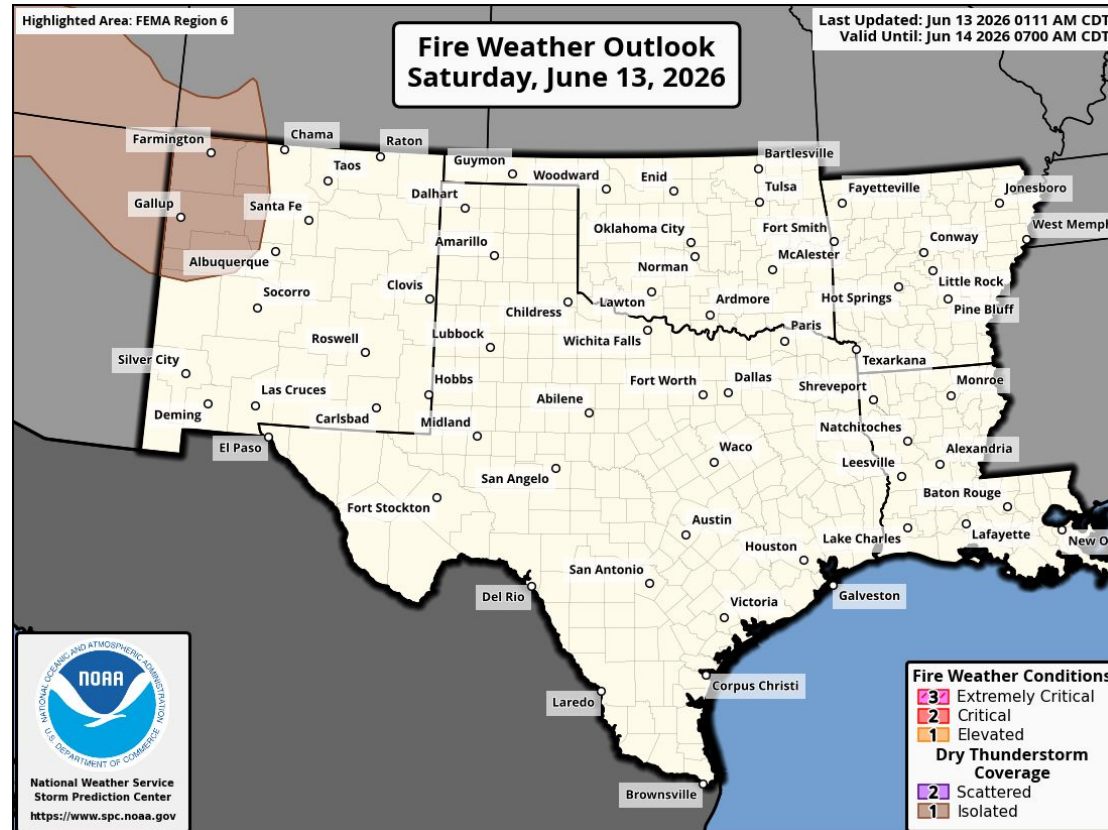 Highlighted Area: FEMA Region 6
Fire Weather Outlook
Saturday, June 13, 2026
Last Updated: Jun 13 2026 0111 AM CDT
Valid Until: Jun 14 2026 0700 AM CDT
Farmington
Chama
Raton
Taos
Gallup
Santa Fe
Albuquerque
Socorro
Clovis
Roswell
Silver City
Las Cruces
Deming
Carlsbad
Hobbs
El Paso
Guymon
Woodward
Enid
Bartlesville
Tulsa
Dalhart
Amarillo
Oklahoma City
Norman
Fort Smith
McAlester
Lawton
Ardmore
Childress
Lubbock
Wichita Falls
Paris
Fayetteville
Jonesboro
West Memph
Conway
Little Rock
Hot Springs
Pine Bluff
Texarkana
Midland
Abilene
Fort Worth
Dallas
Shreveport
Monroe
Natchitoches
Alexandria
Leesville
Baton Rouge
Lake Charles
Lafayette
New O
San Angelo
Waco
Fort Stockton
Austin
Houston
San Antonio
Del Rio
Victoria
Galveston
Laredo
Corpus Christi
Brownsville
NATIONAL OCEANIC AND ATMOSPHERIC ADMINISTRATION
NOAA
U.S. DEPARTMENT OF COMMERCE
National Weather Service
Storm Prediction Center
https://www.spc.noaa.gov
Fire Weather Conditions
3 Extremely Critical
2 Critical
1 Elevated
Dry Thunderstorm
Coverage
2 Scattered
1 Isolated